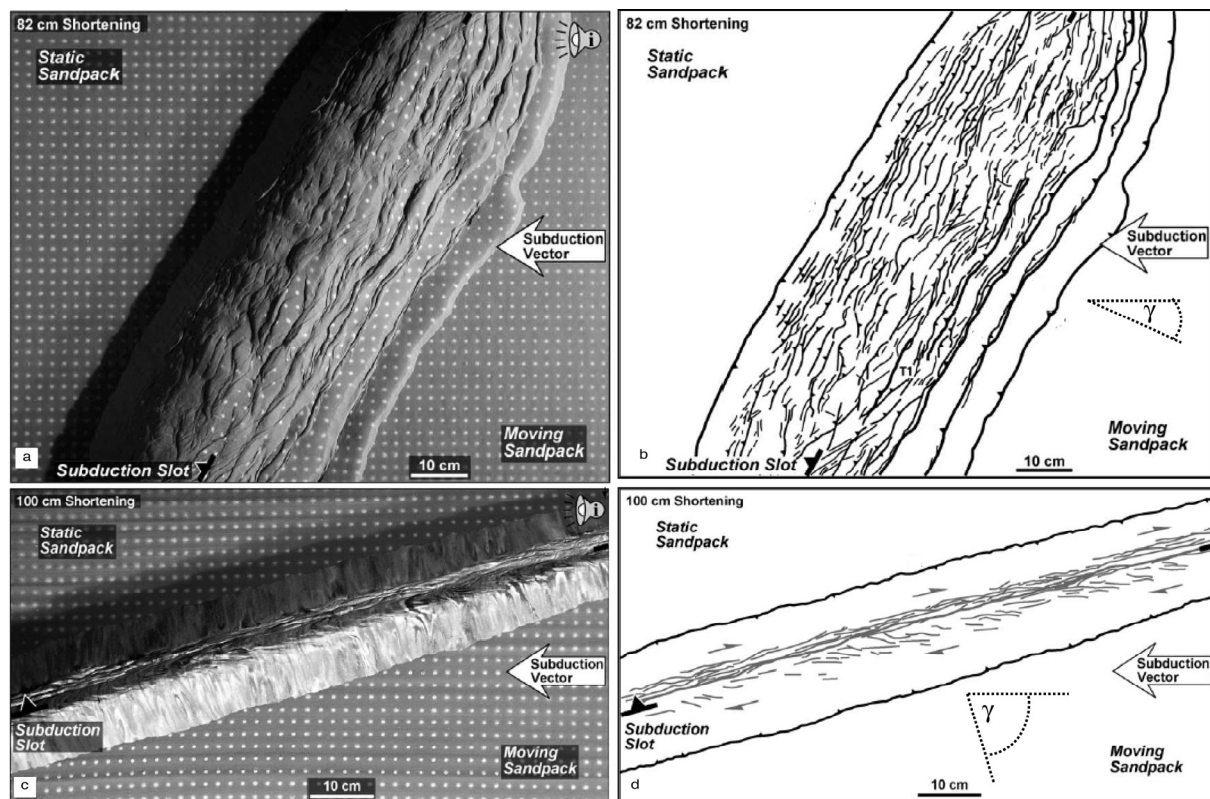 82 cm Shortening
Static
Sandpack
i
Subduction
Vector
Moving
Sandpack
a
Subduction Slot
10 cm
82 cm Shortening
Static
Sandpack
Subduction
Vector
γ
T1
Moving
Sandpack
b
Subduction Slot
10 cm
100 cm Shortening
Static
Sandpack
i
Subduction
Vector
Subduction
Slot
Moving
Sandpack
c
10 cm
100 cm Shortening
Static
Sandpack
Subduction
Vector
γ
Subduction
Slot
Moving
Sandpack
d
10 cm